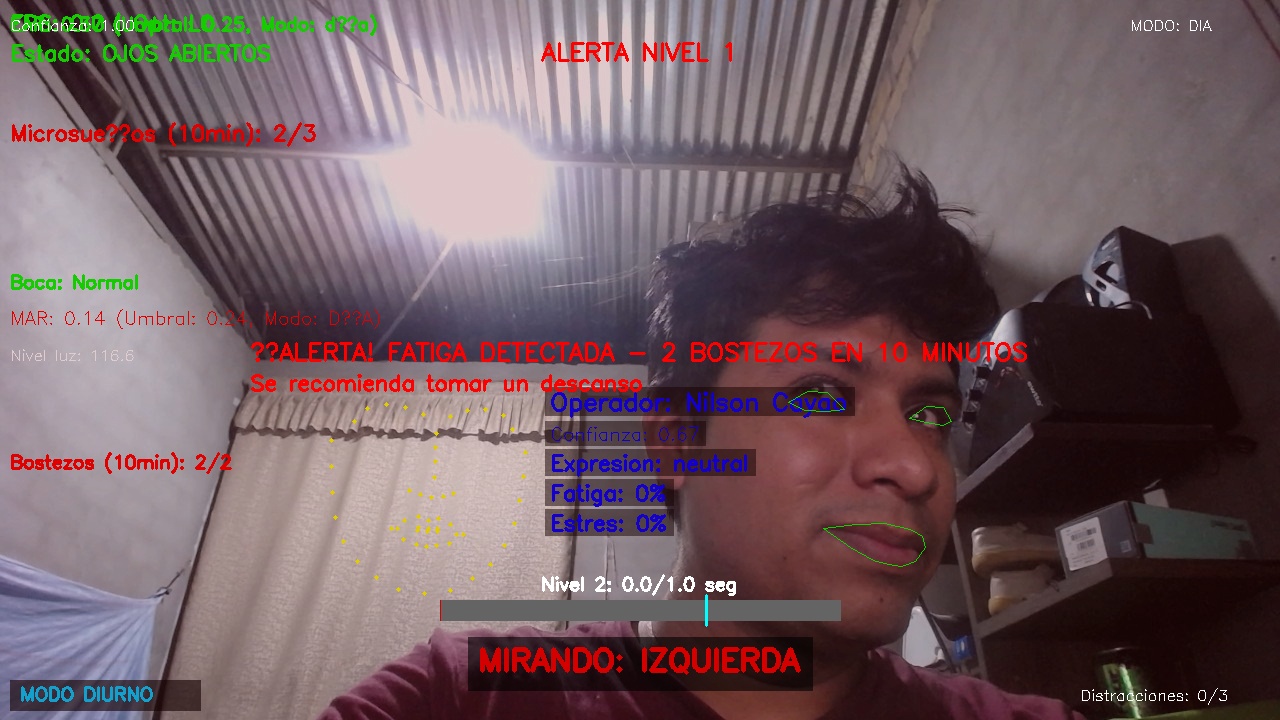 Confianza: 1.00
MODO: DIA
Estado: OJOS ABIERTOS
ALERTA NIVEL 1
Microsue??os (10min): 2/3
Boca: Normal
MAR: 0.14 (Umbral: 0.24, Modo: D??A)
Nivel luz: 116.6
??ALERTA! FATIGA DETECTADA - 2 BOSTEZOS EN 10 MINUTOS
Se recomienda tomar un descanso
Operador: Nilson Cayao
Confianza: 0.67
Bostezos (10min): 2/2
Expresion: neutral
Fatiga: 0%
Estres: 0%
Nivel 2: 0.0/1.0 seg
MIRANDO: IZQUIERDA
MODO DIURNO
Distracciones: 0/3